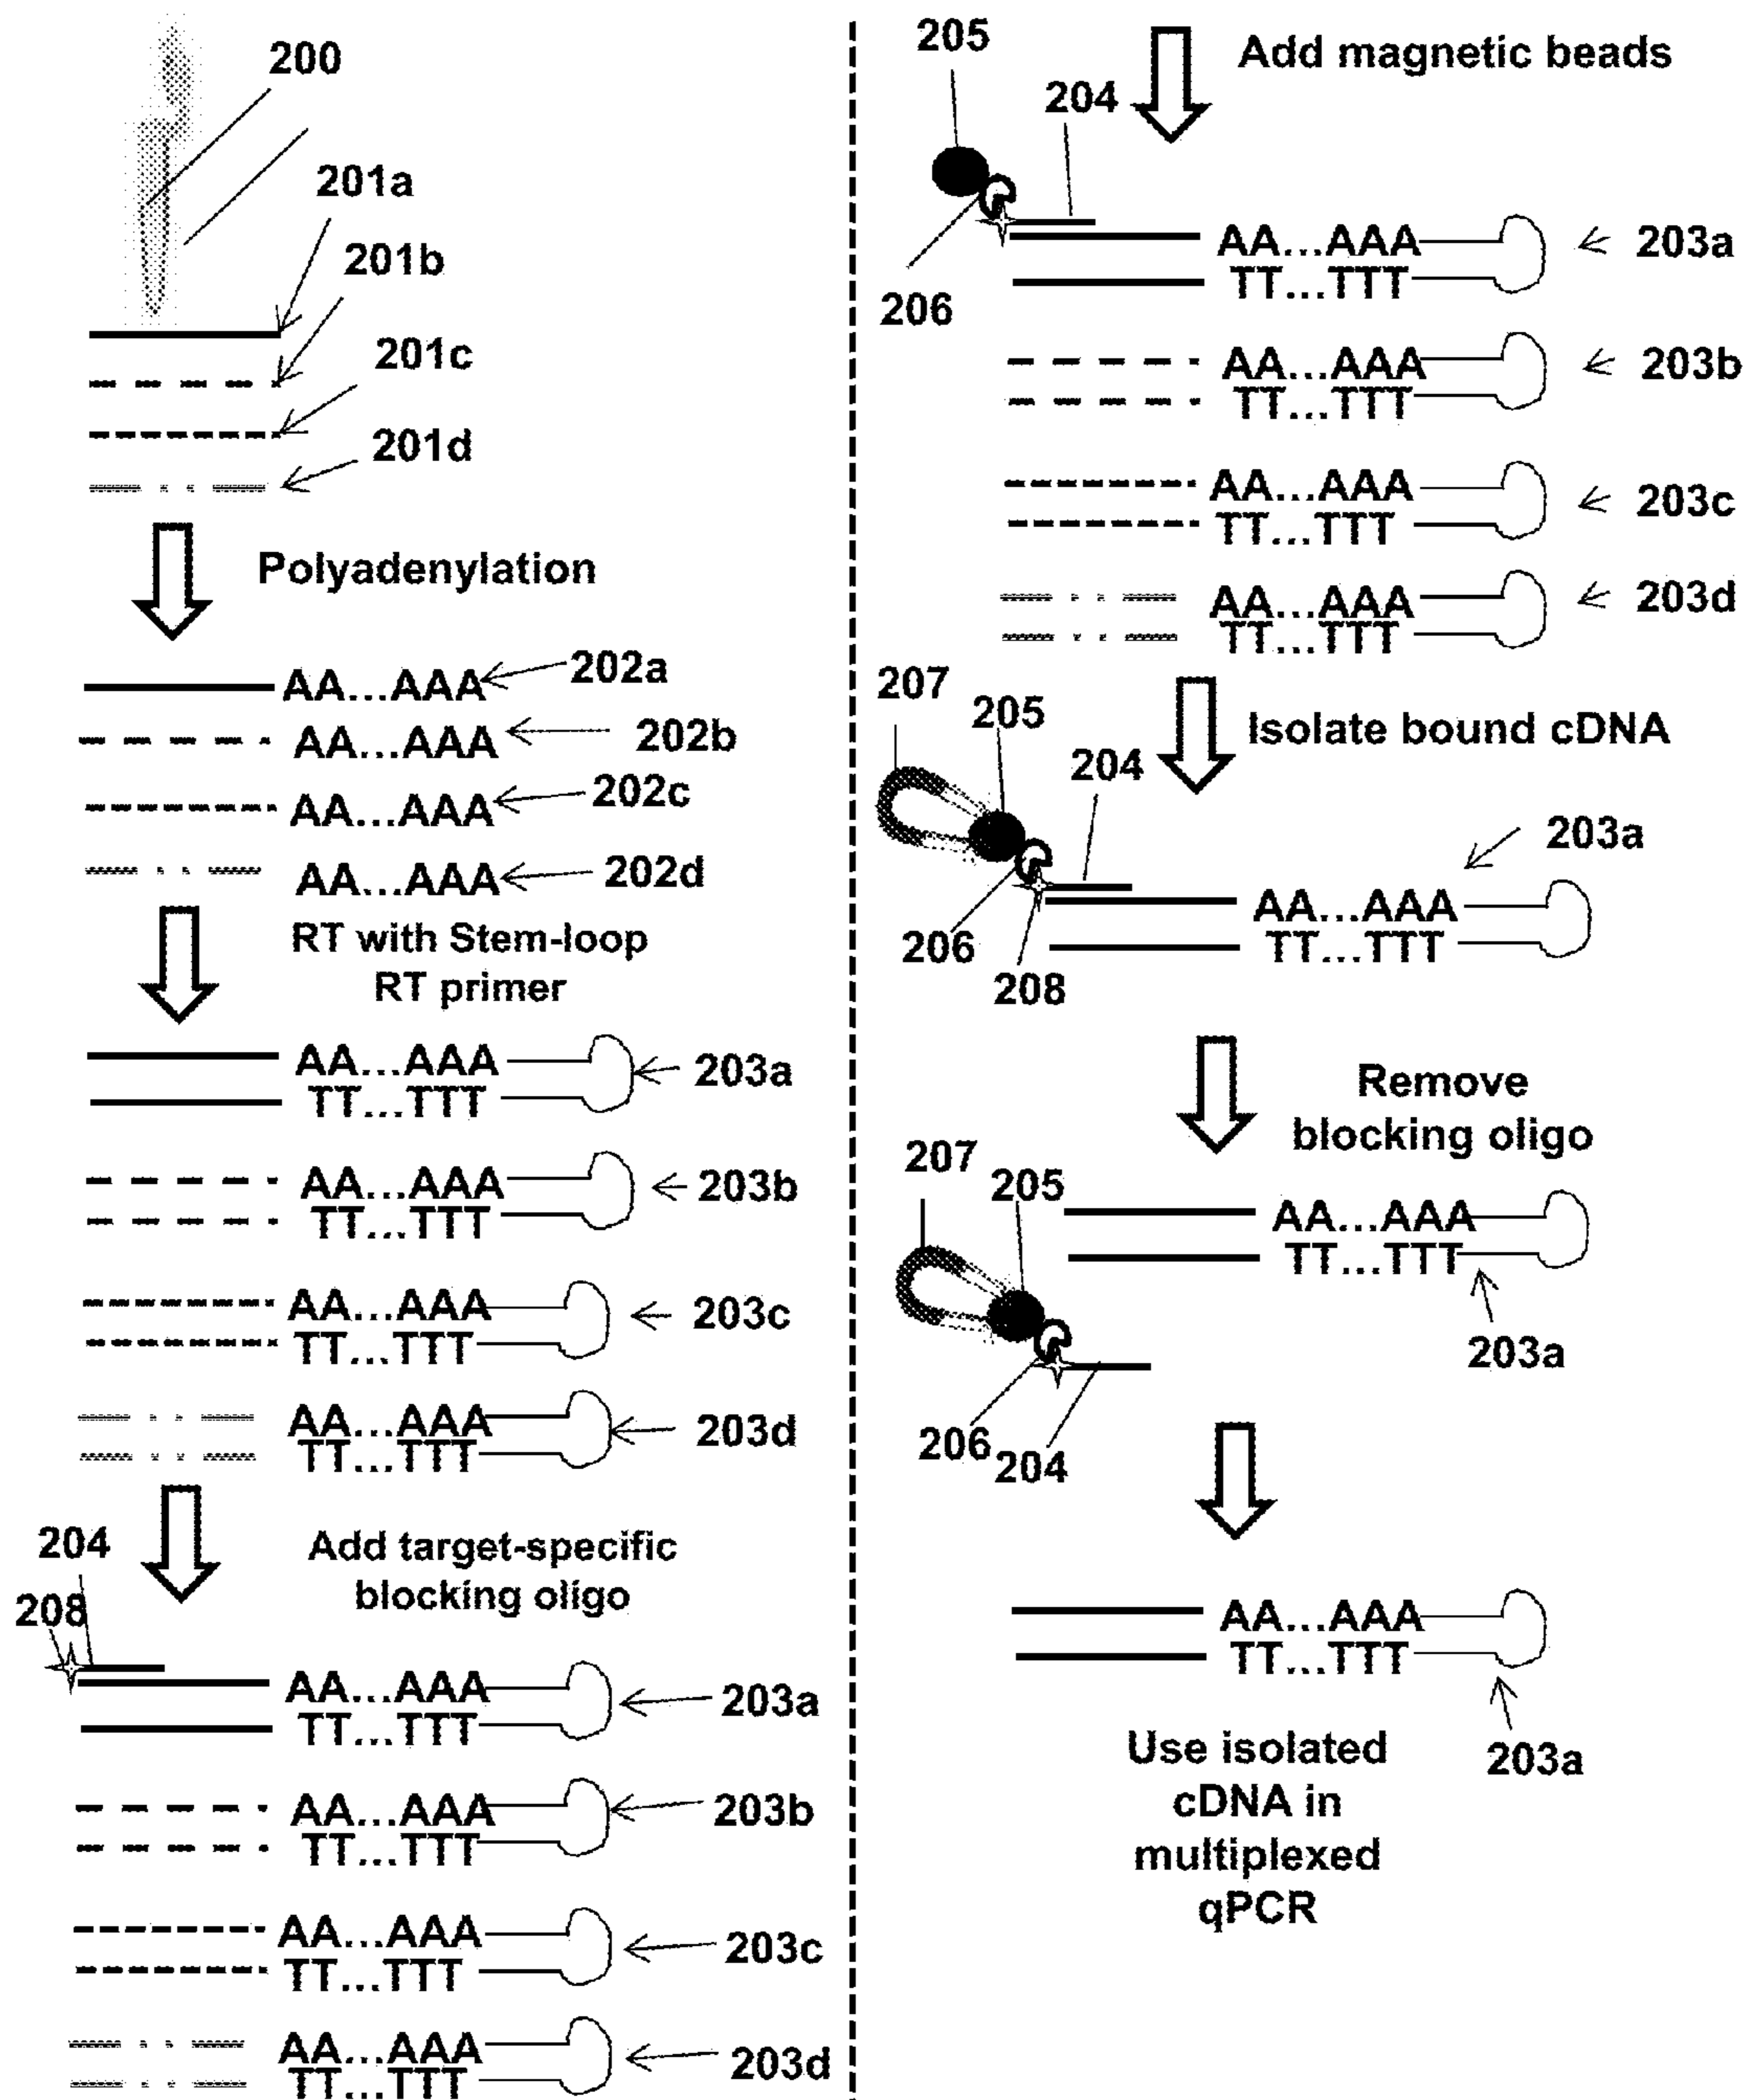 200
201a
201b
201c
201d
Polyadenylation
AA...AAA 202a
AA...AAA 202b
AA...AAA 202c
AA...AAA 202d
RT with Stem-loop
RT primer
AA...AAA
TT...TTT
203a
AA...AAA
TT...TTT
203b
AA...AAA
TT...TTT
203c
AA...AAA
TT...TTT
203d
204
208
Add target-specific
blocking oligo
AA...AAA
TT...TTT
203a
AA...AAA
TT...TTT
203b
AA...AAA
TT...TTT
203c
AA...AAA
TT...TTT
203d
205
Add magnetic beads
204
206
AA...AAA
TT...TTT
203a
AA...AAA
TT...TTT
203b
AA...AAA
TT...TTT
203c
AA...AAA
TT...TTT
203d
207
205
Isolate bound cDNA
204
203a
AA...AAA
TT...TTT
206
208
Remove
blocking oligo
207
205
AA...AAA
TT...TTT
203a
206
204
AA...AAA
TT...TTT
203a
Use isolated
cDNA in
multiplexed
qPCR